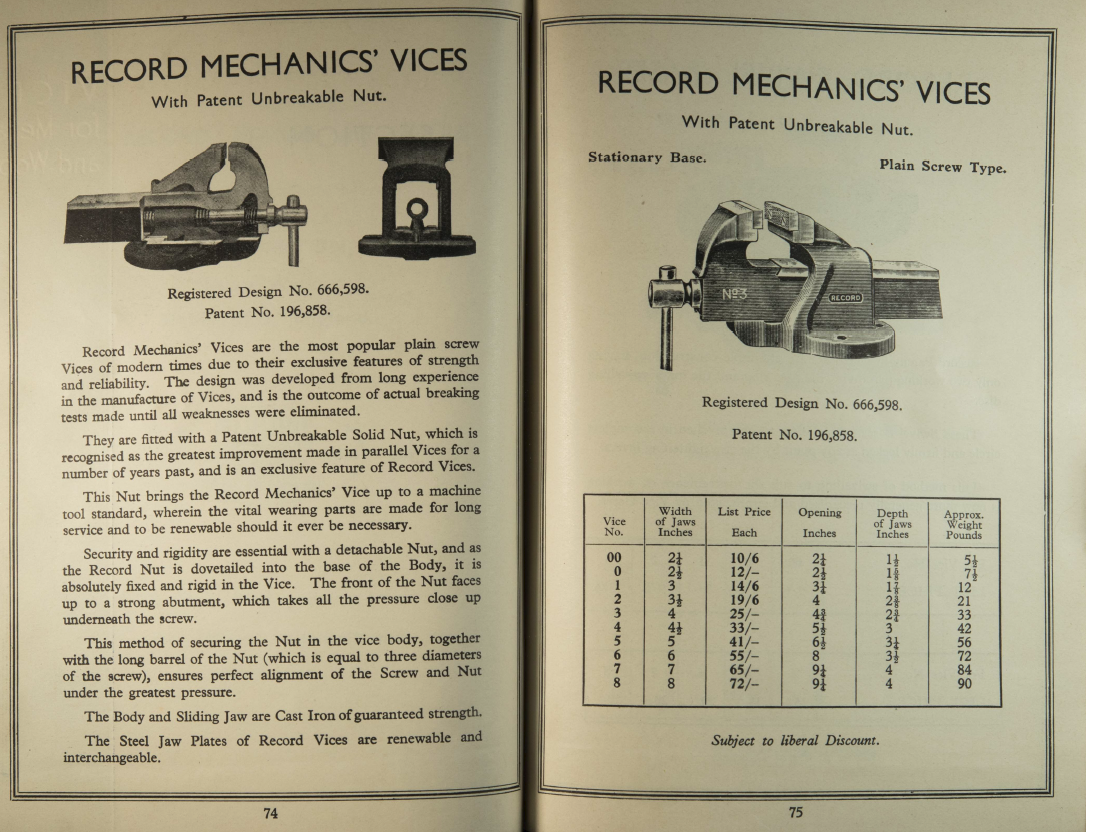 RECORD MECHANICS' VICES
With Patent Unbreakable Nut.
Registered Design No. 666,598.
Patent No. 196,858.
Record Mechanics' Vices are the most popular plain screw
Vices of modern times due to their exclusive features of strength
and reliability. The design was developed from long experience
in the manufacture of Vices, and is the outcome of actual breaking
tests made until all weaknesses were eliminated.
They are fitted with a Patent Unbreakable Solid Nut, which is
recognised as the greatest improvement made in parallel Vices for a
number of years past, and is an exclusive feature of Record Vices.
This Nut brings the Record Mechanics' Vice up to a machine
tool standard, wherein the vital wearing parts are made for long
service and to be renewable should it ever be necessary.
Security and rigidity are essential with a detachable Nut, and as
the Record Nut is dovetailed into the base of the Body, it is
absolutely fixed and rigid in the Vice. The front of the Nut faces
up to a strong abutment, which takes all the pressure close up
underneath the screw.
This method of securing the Nut in the vice body, together
with the long barrel of the Nut (which is equal to three diameters
of the screw), ensures perfect alignment of the Screw and Nut
under the greatest pressure.
The Body and Sliding Jaw are Cast Iron of guaranteed strength.
The Steel Jaw Plates of Record Vices are renewable and
interchangeable.
74
RECORD MECHANICS' VICES
With Patent Unbreakable Nut.
Stationary Base. Plain Screw Type.
Nº3 RECORD
Registered Design No. 666,598.
Patent No. 196,858.
Vice No. Width of Jaws Inches List Price Each Opening Inches Depth of Jaws Inches Approx. Weight Pounds
00 2¼ 10/6 2¼ 1½ 5½
0 2½ 12/– 2½ 7½
1 3 14/6 3¼ 1⅞ 12
2 3½ 19/6 4 21
3 4 25/– 4¾ 2¾ 33
4 4½ 33/– 5½ 3 42
5 5 41/– 6½ 3¼ 56
6 6 55/– 8 3½ 72
7 7 65/– 9¼ 4 84
8 8 72/– 9¼ 4 90
Subject to liberal Discount.
75